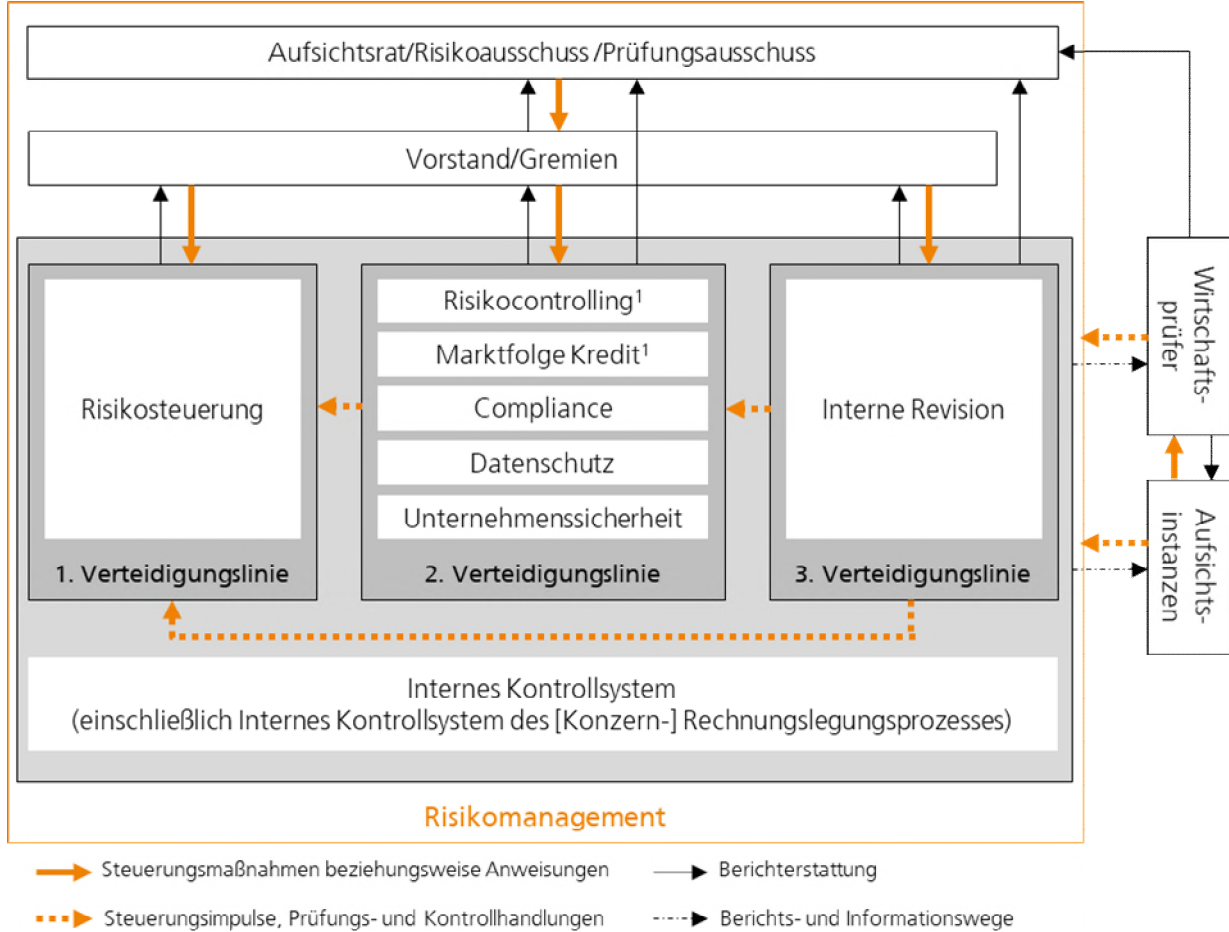 Aufsichtsrat/Risikoausschuss /Prüfungsausschuss
Vorstand/Gremien
Risikosteuerung
1. Verteidigungslinie
Risikocontrolling¹
Marktfolge Kredit¹
Compliance
Datenschutz
Unternehmenssicherheit
2. Verteidigungslinie
Interne Revision
3. Verteidigungslinie
Wirtschafts-
prüfer
Aufsichts-
instanzen
Internes Kontrollsystem
(einschließlich Internes Kontrollsystem des [Konzern-] Rechnungslegungsprozesses)
Risikomanagement
Steuerungsmaßnahmen beziehungsweise Anweisungen
Berichterstattung
Steuerungsimpulse, Prüfungs- und Kontrollhandlungen
Berichts- und Informationswege